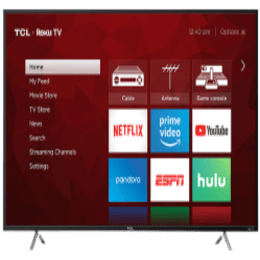 TCL · Roku TV
12:40 pm | Options
Home
My Feed
Movie Store
TV Store
News
Search
Streaming Channels
Settings
Cable
Antenna
Game console
NETFLIX
prime video
YouTube
pandora
ESPN
hulu
TCL